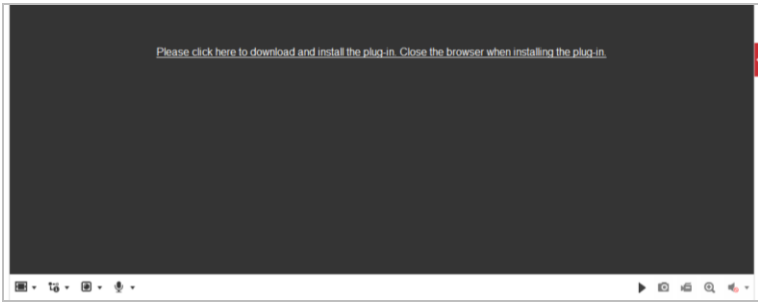 Please click here to download and install the plug-in. Close the browser when installing the plug-in.